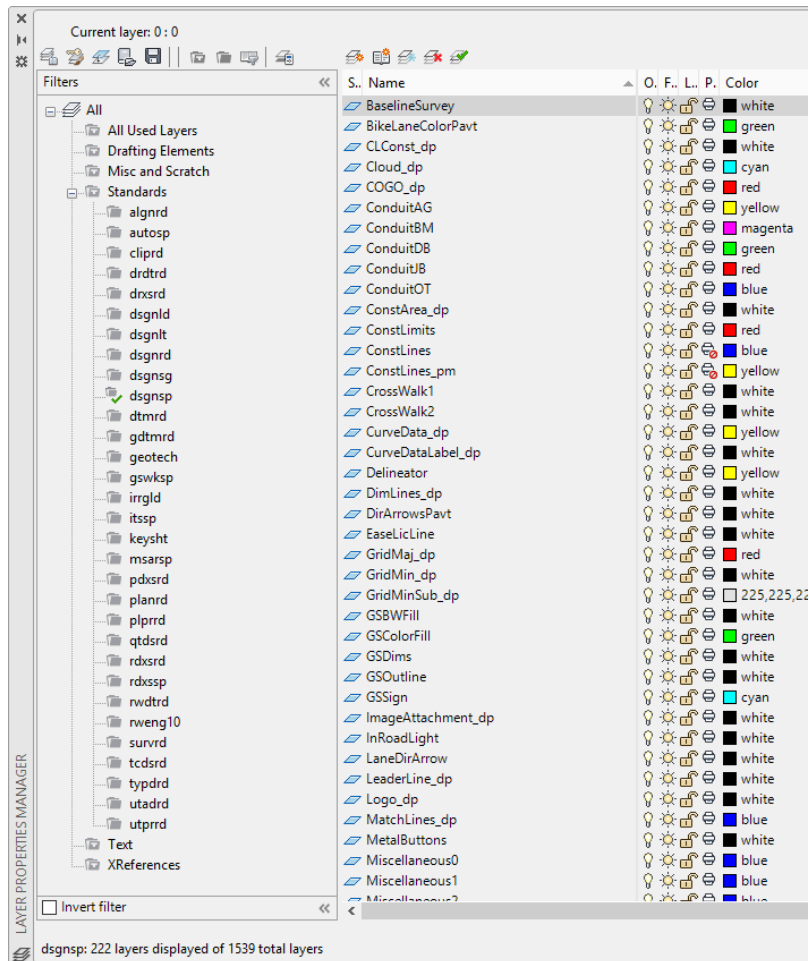 Current layer: 0 : 0
Filters
All
All Used Layers
Drafting Elements
Misc and Scratch
Standards
algnrd
autosp
cliprd
drdtrd
drxsrd
dsgnld
dsgnlt
dsgnrd
dsgnsg
dsgnsp
dtmrd
gdtmrd
geotech
gswksp
irrgld
itssp
keysht
msarsp
pdxsrd
planrd
plprrd
qtdsrd
rdxsrd
rdxssp
rwdtrd
rweng10
survrd
tcdsrd
typdrd
utadrd
utprrd
Text
XReferences
Invert filter
S.. Name O. F.. L.. P. Color
BaselineSurvey white
BikeLaneColorPavt green
CLConst_dp white
Cloud_dp cyan
COGO_dp red
ConduitAG yellow
ConduitBM magenta
ConduitDB green
ConduitJB red
ConduitOT blue
ConstArea_dp white
ConstLimits red
ConstLines blue
ConstLines_pm yellow
CrossWalk1 white
CrossWalk2 white
CurveData_dp yellow
CurveDataLabel_dp white
Delineator yellow
DimLines_dp white
DirArrowsPavt white
EaseLicLine white
GridMaj_dp red
GridMin_dp white
GridMinSub_dp 225,225,22
GSBWFill white
GSColorFill green
GSDims white
GSOutline white
GSSign cyan
ImageAttachment_dp white
InRoadLight white
LaneDirArrow white
LeaderLine_dp white
Logo_dp white
MatchLines_dp blue
MetalButtons white
Miscellaneous0 blue
Miscellaneous1 blue
Miscellaneous2 blue
LAYER PROPERTIES MANAGER
dsgnsp: 222 layers displayed of 1539 total layers